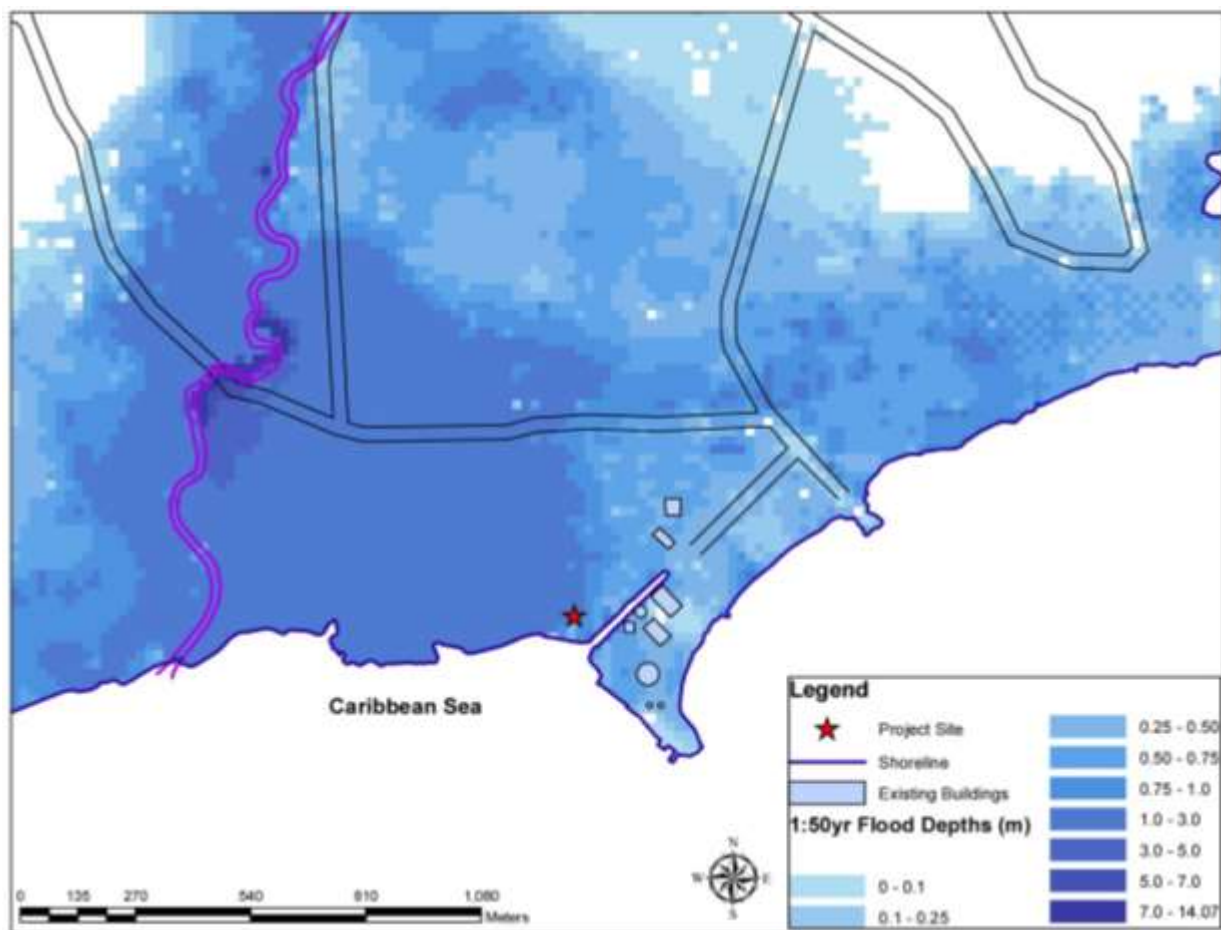 Caribbean Sea
Legend
Project Site
Shoreline
Existing Buildings
1:50yr Flood Depths (m)
0 - 0.1
0.1 - 0.25
0.25 - 0.50
0.50 - 0.75
0.75 - 1.0
1.0 - 3.0
3.0 - 5.0
5.0 - 7.0
7.0 - 14.07
N
W E
S
0 135 270 540 810 1,080
Meters